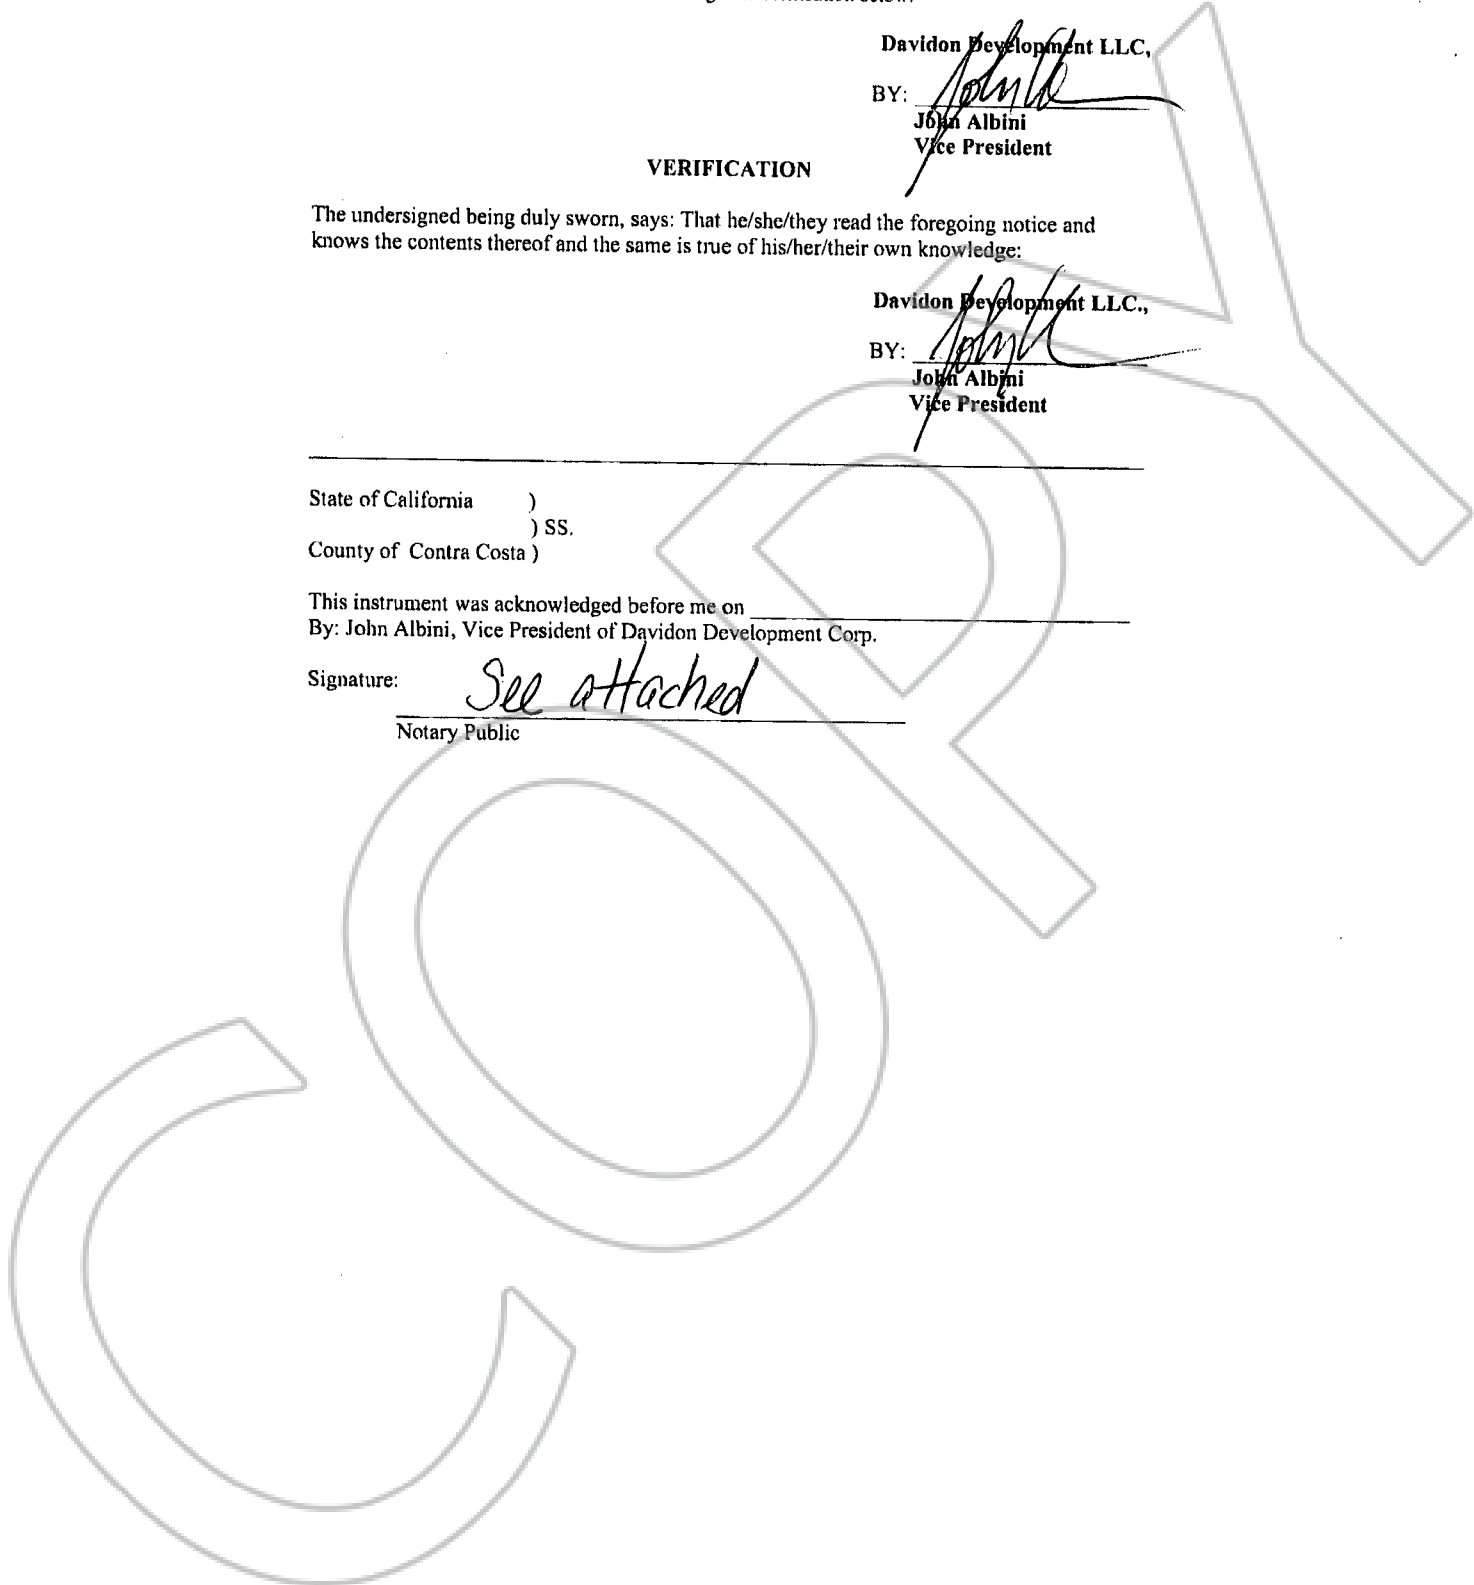 Davidon Development LLC,
BY:
John Albini
Vice President
VERIFICATION
The undersigned being duly sworn, says: That he/she/they read the foregoing notice and
knows the contents thereof and the same is true of his/her/their own knowledge:
Davidon Development LLC.,
BY:
John Albini
Vice President
State of California )
) SS.
County of Contra Costa )
This instrument was acknowledged before me on
By: John Albini, Vice President of Davidon Development Corp.
Signature: See attached
Notary Public
COPY